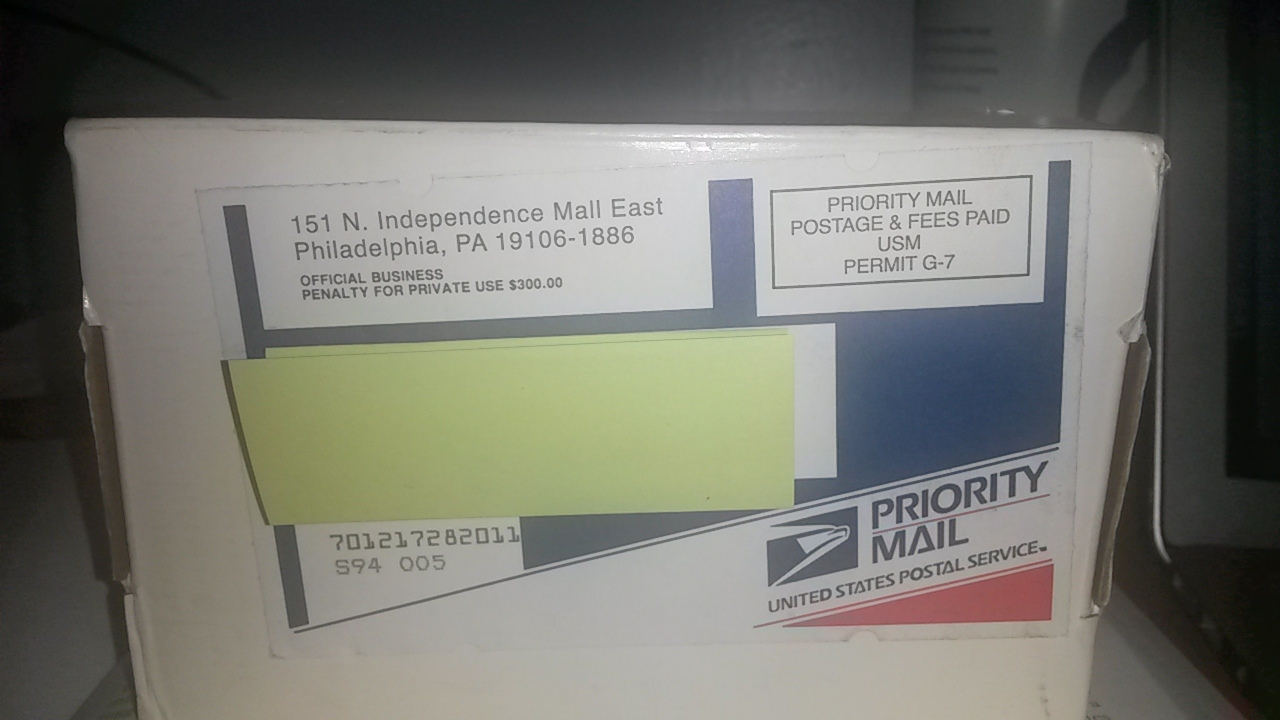 151 N. Independence Mall East
Philadelphia, PA 19106-1886
OFFICIAL BUSINESS
PENALTY FOR PRIVATE USE $300.00
PRIORITY MAIL
POSTAGE & FEES PAID
USM
PERMIT G-7
701217282011
S94 005
PRIORITY
MAIL
UNITED STATES POSTAL SERVICE